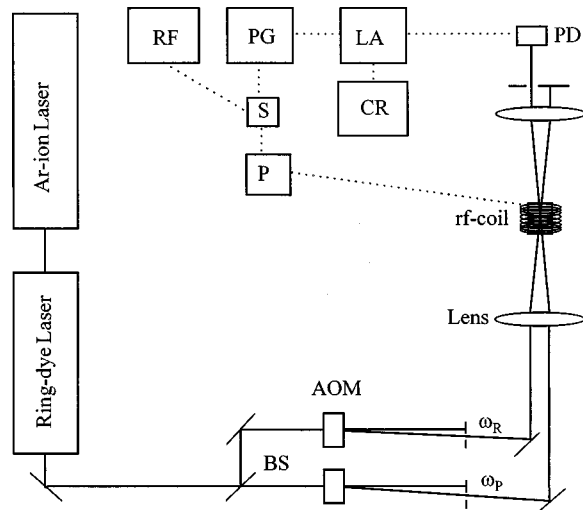 RF
PG
LA
PD
S
CR
P
rf-coil
Ar-ion Laser
Ring-dye Laser
Lens
AOM
ω_R
BS
ω_P